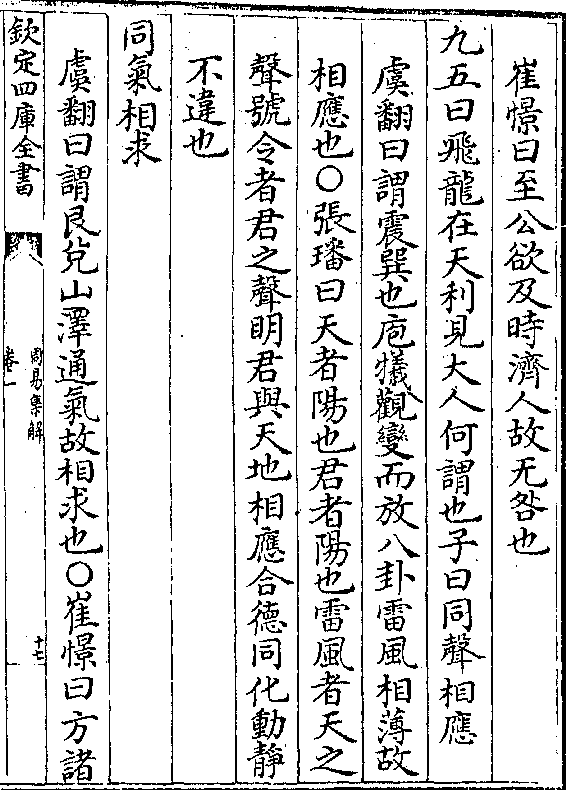 崔憬曰至公欲及時濟人故无咎也
九五曰飛龍在天利見大人何謂也子曰同聲相應
虞翻曰謂震巽也庖犧觀變而放八卦雷風相薄故
相應也○張璠曰天者陽也君者陽也雷風者天之
聲號令者君之聲明君與天地相應合德同化動静
不違也
同氣相求
虞翻曰謂艮兑山澤通氣故相求也○崔憬曰方諸
欽定四庫全書
卷一
周易集解
十七